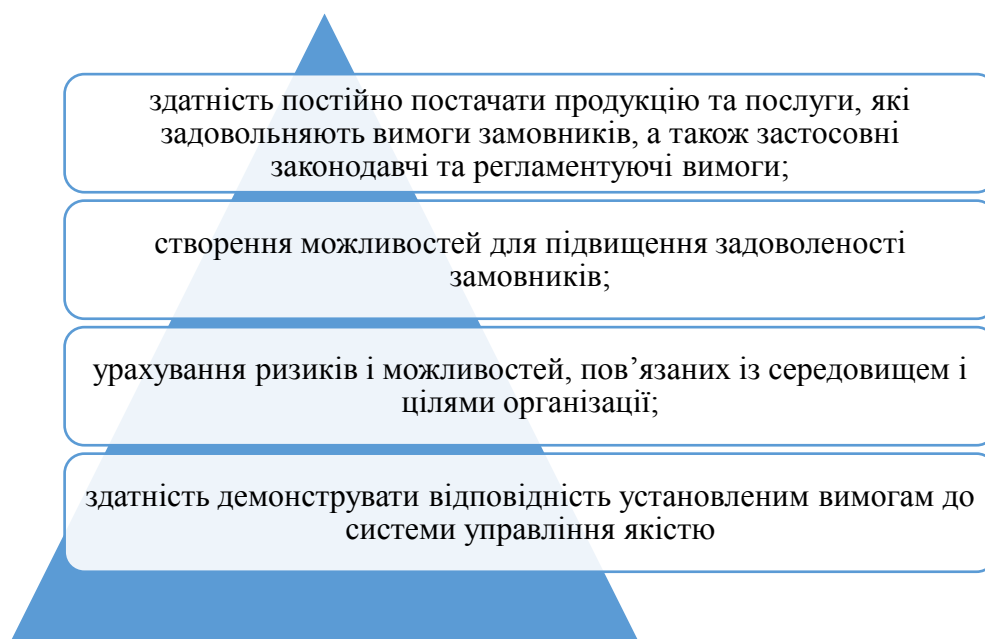 здатність постійно постачати продукцію та послуги, які
задовольняють вимоги замовників, а також застосовні
законодавчі та регламентуючі вимоги;
створення можливостей для підвищення задоволеності
замовників;
урахування ризиків і можливостей, пов’язаних із середовищем і
цілями організації;
здатність демонструвати відповідність установленим вимогам до
системи управління якістю